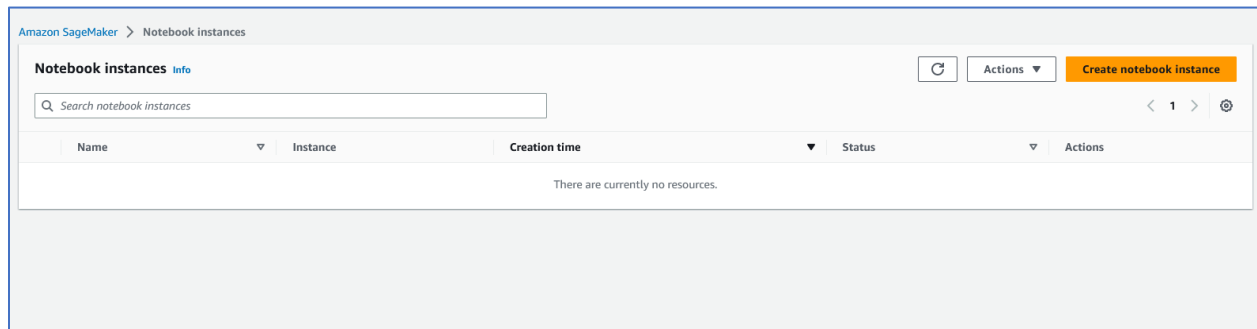 Amazon SageMaker > Notebook instances
Notebook instances Info
Actions
Create notebook instance
Search notebook instances
1
Name Instance Creation time Status Actions
There are currently no resources.